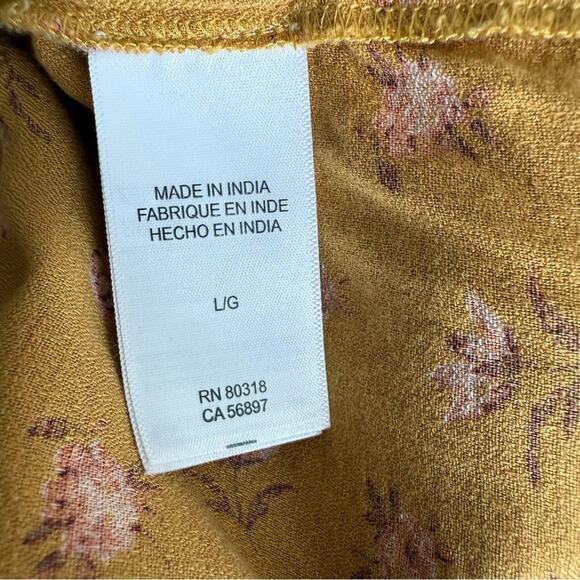 MADE IN INDIA
FABRIQUE EN INDE
HECHO EN INDIA
L/G
RN 80318
CA 56897